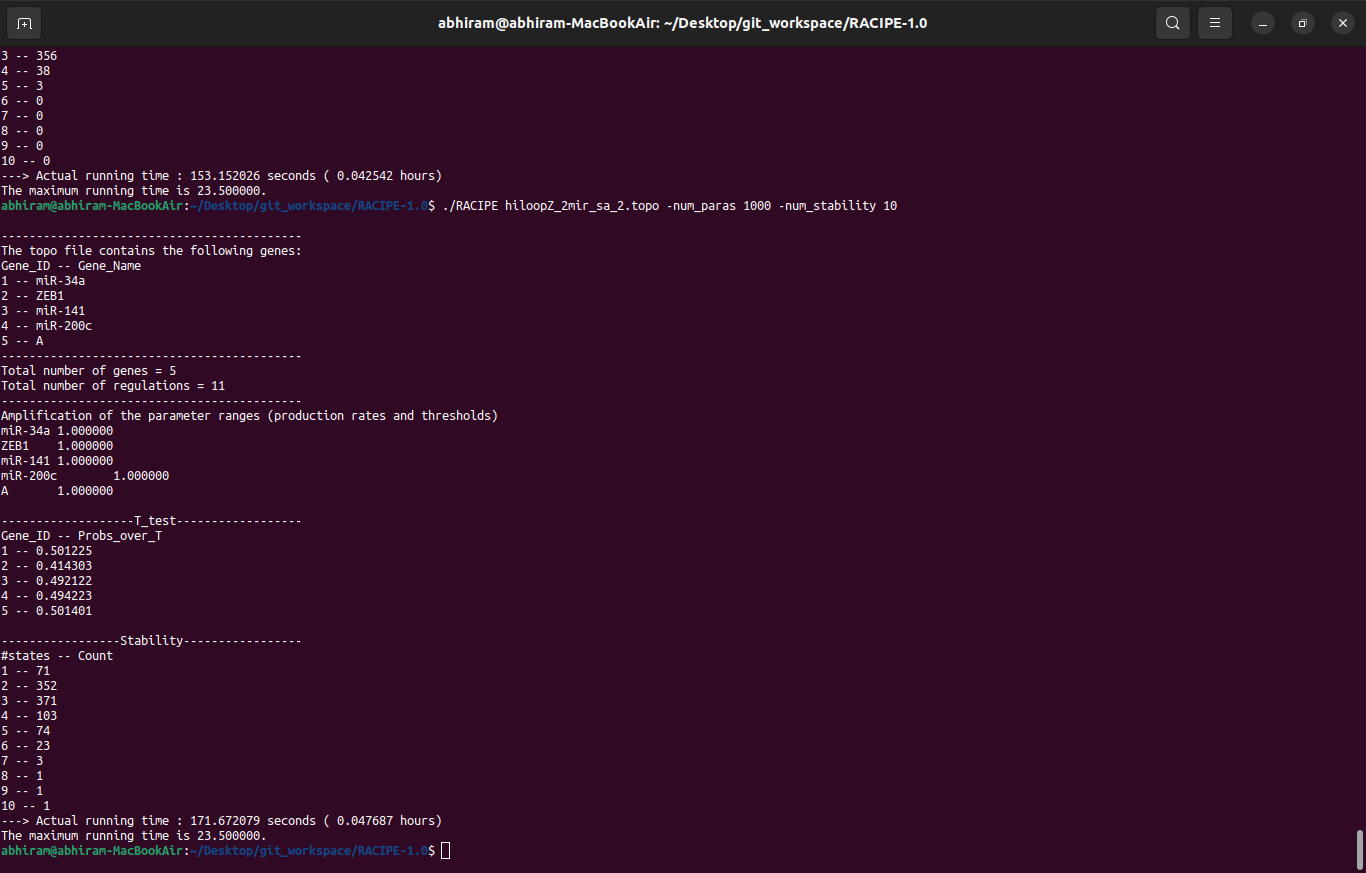 abhiram@abhiram-MacBookAir: ~/Desktop/git_workspace/RACIPE-1.0
3 -- 356
4 -- 38
5 -- 3
6 -- 0
7 -- 0
8 -- 0
9 -- 0
10 -- 0
---> Actual running time : 153.152026 seconds ( 0.042542 hours)
The maximum running time is 23.500000.
abhiram@abhiram-MacBookAir:~/Desktop/git_workspace/RACIPE-1.0$ ./RACIPE hiloopZ_2mir_sa_2.topo -num_paras 1000 -num_stability 10
-------------------------------------------
The topo file contains the following genes:
Gene_ID -- Gene_Name
1 -- miR-34a
2 -- ZEB1
3 -- miR-141
4 -- miR-200c
5 -- A
-------------------------------------------
Total number of genes = 5
Total number of regulations = 11
-------------------------------------------
Amplification of the parameter ranges (production rates and thresholds)
miR-34a 1.000000
ZEB1    1.000000
miR-141 1.000000
miR-200c        1.000000
A       1.000000
-------------------T_test------------------
Gene_ID -- Probs_over_T
1 -- 0.501225
2 -- 0.414303
3 -- 0.492122
4 -- 0.494223
5 -- 0.501401
-----------------Stability-----------------
#states -- Count
1 -- 71
2 -- 352
3 -- 371
4 -- 103
5 -- 74
6 -- 23
7 -- 3
8 -- 1
9 -- 1
10 -- 1
---> Actual running time : 171.672079 seconds ( 0.047687 hours)
The maximum running time is 23.500000.
abhiram@abhiram-MacBookAir:~/Desktop/git_workspace/RACIPE-1.0$